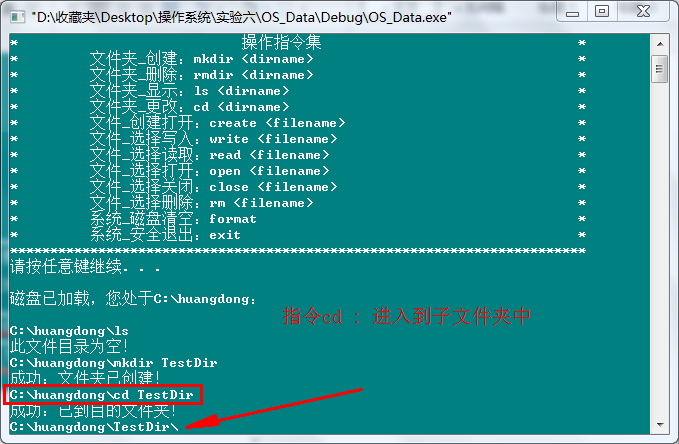 "D:\收藏夹\Desktop\操作系统\实验六\OS_Data\Debug\OS_Data.exe"
* 操作指令集 *
* 文件夹_创建：mkdir <dirname> *
* 文件夹_删除：rmdir <dirname> *
* 文件夹_显示：ls <dirname> *
* 文件夹_更改：cd <dirname> *
* 文件_创建打开：create <filename> *
* 文件_选择写入：write <filename> *
* 文件_选择读取：read <filename> *
* 文件_选择打开：open <filename> *
* 文件_选择关闭：close <filename> *
* 文件_选择删除：rm <filename> *
* 系统_磁盘清空：format *
* 系统_安全退出：exit *
**********************************************************************
请按任意键继续. . .
磁盘已加载，您处于C:\huangdong：
指令cd ：进入到子文件夹中
C:\huangdong\ls
此文件目录为空！
C:\huangdong\mkdir TestDir
成功：文件夹已创建！
C:\huangdong\cd TestDir
成功：已到目的文件夹！
C:\huangdong\TestDir\